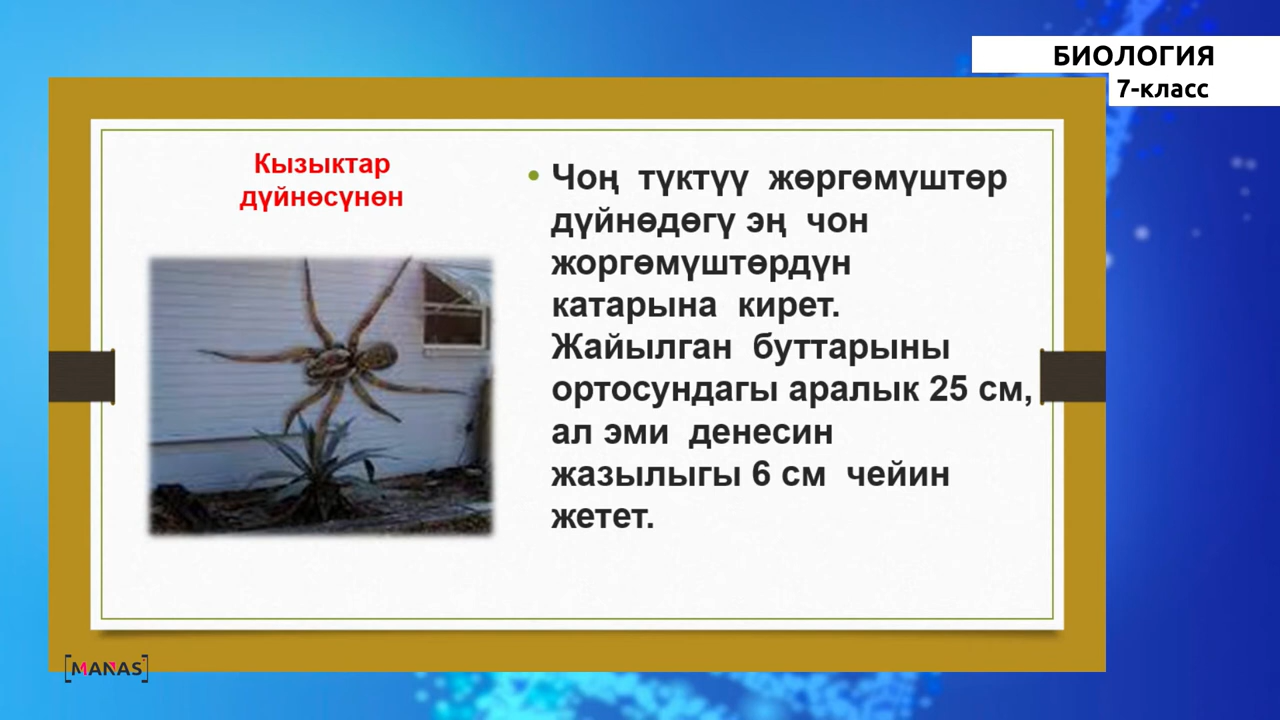 БИОЛОГИЯ
7-класс
Кызыктар
дүйнөсүнөн
• Чоң түктүү жөргөмүштөр
дүйнөдөгү эң чон
жоргөмүштөрдүн
катарына кирет.
Жайылган буттарыны
ортосундагы аралык 25 см,
ал эми денесин
жазылыгы 6 см чейин
жетет.
[MANAS]